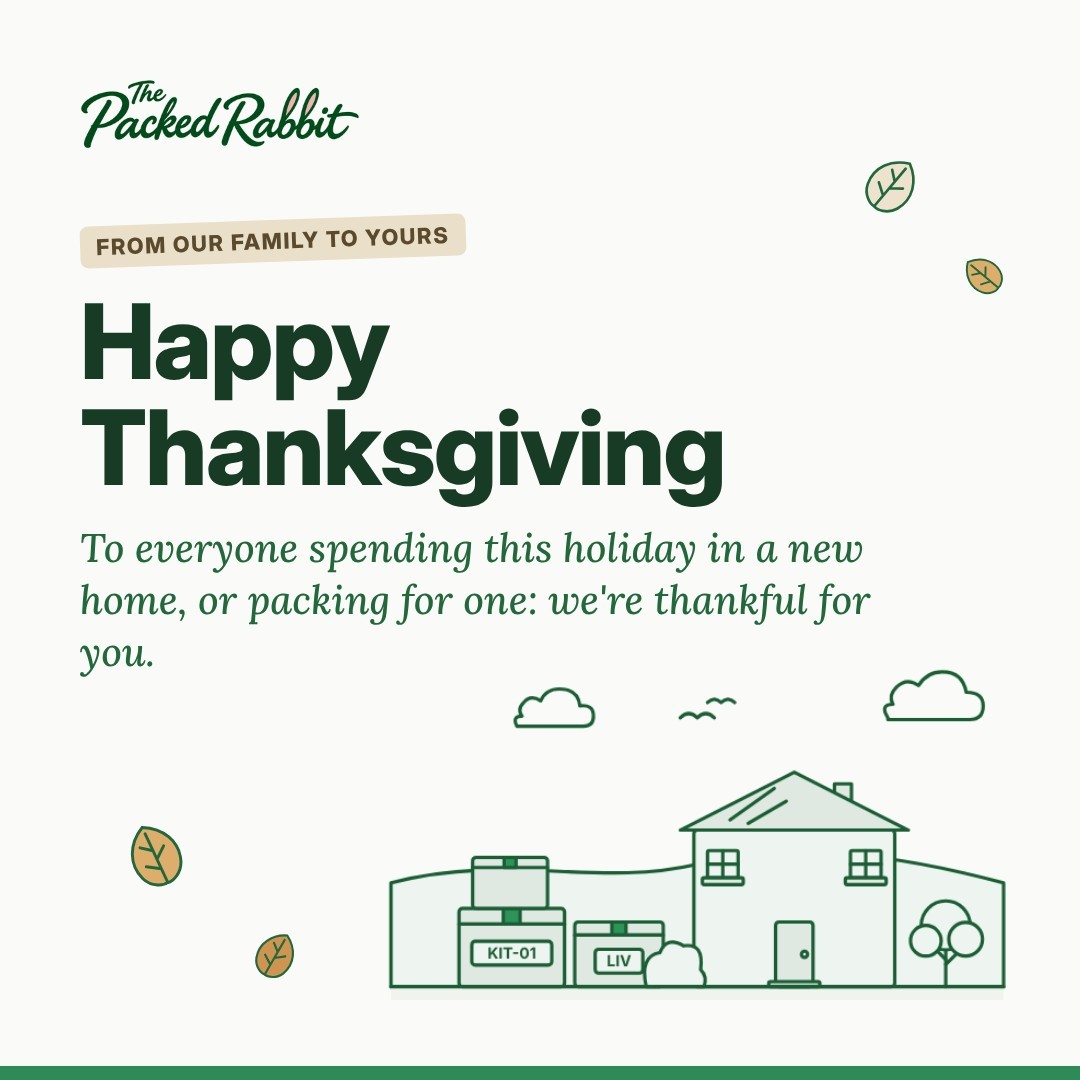 The
Packed Rabbit
FROM OUR FAMILY TO YOURS
Happy
Thanksgiving
To everyone spending this holiday in a new
home, or packing for one: we're thankful for
you.
KIT-01
LIV